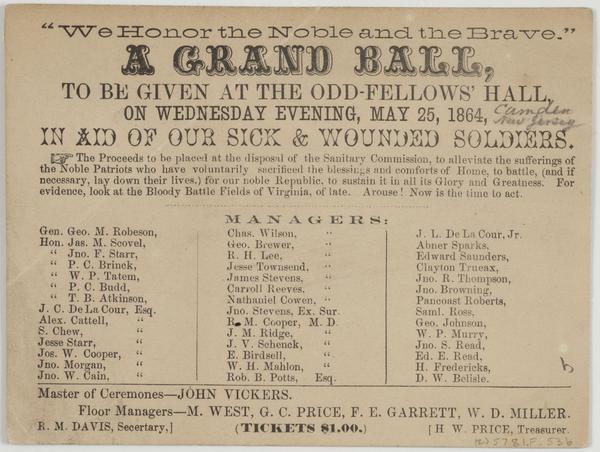 "We Honor the Noble and the Brave."
A GRAND BALL,
TO BE GIVEN AT THE ODD-FELLOWS' HALL,
ON WEDNESDAY EVENING, MAY 25, 1864, Camden
New Jersey
IN AID OF OUR SICK & WOUNDED SOLDIERS.
☞ The Proceeds to be placed at the disposal of the Sanitary Commission, to alleviate the sufferings of
the Noble Patriots who have voluntarily sacrificed the blessings and comforts of Home, to battle, (and if
necessary, lay down their lives.) for our noble Republic, to sustain it in all its Glory and Greatness. For
evidence, look at the Bloody Battle Fields of Virginia, of late. Arouse! Now is the time to act.
MANAGERS:
Gen. Geo. M. Robeson,
Hon. Jas. M. Scovel,
" Jno. F. Starr,
" P. C. Brinck,
" W. P. Tatem,
" P. C. Budd,
" T. B. Atkinson,
J. C. De La Cour, Esq.
Alex. Cattell, "
S. Chew, "
Jesse Starr, "
Jos. W. Cooper, "
Jno. Morgan, "
Jno. W. Cain, "
Chas. Wilson, "
Geo. Brewer, "
R. H. Lee, "
Jesse Townsend, "
James Stevens, "
Carroll Reeves, "
Nathaniel Cowen, "
Jno. Stevens, Ex. Sur.
R. M. Cooper, M. D.
J. M. Ridge, "
J. V. Schenck, "
E. Birdsell, "
W. H. Mahlon, "
Rob. B. Potts, Esq.
J. L. De La Cour, Jr.
Abner Sparks,
Edward Saunders,
Clayton Trueax,
Jno. R. Thompson,
Jno. Browning,
Pancoast Roberts,
Saml. Ross,
Geo. Johnson,
W. P. Murry,
Jno. S. Read,
Ed. E. Read,
H. Fredericks,
D. W. Belisle.
Master of Ceremones—JOHN VICKERS.
Floor Managers—M. WEST, G. C. PRICE, F. E. GARRETT, W. D. MILLER.
R. M. DAVIS, Secertary,] (TICKETS $1.00.) [H W. PRICE, Treasurer.
5781.F. 53b